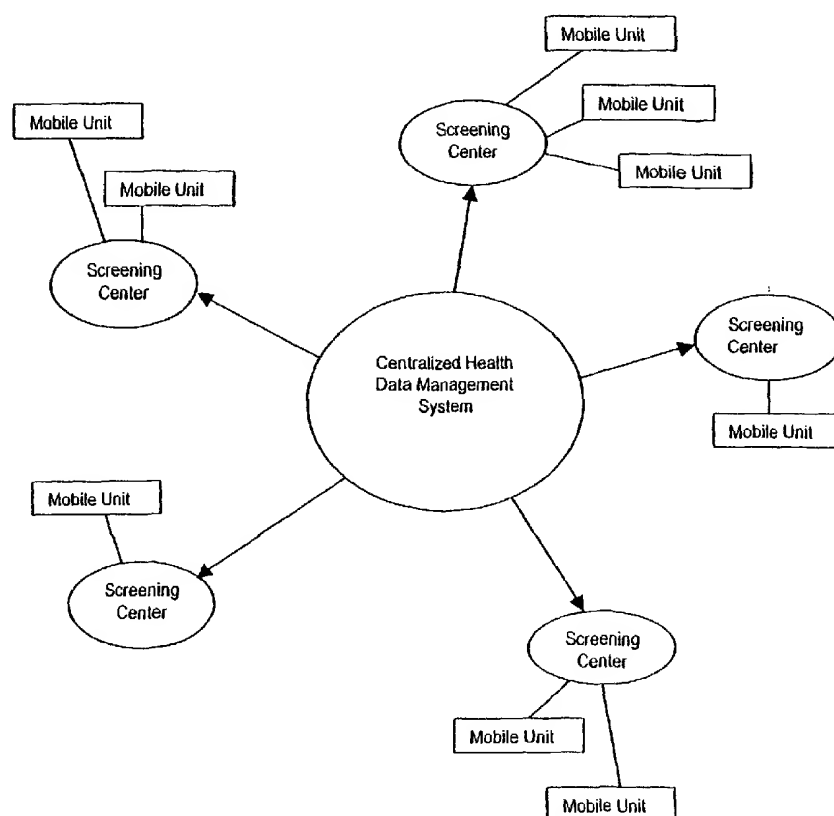 Mobile Unit
Mobile Unit
Screening
Center
Mobile Unit
Mobile Unit
Mobile Unit
Screening
Center
Screening
Center
Mobile Unit
Centralized Health
Data Management
System
Mobile Unit
Screening
Center
Screening
Center
Mobile Unit
Mobile Unit